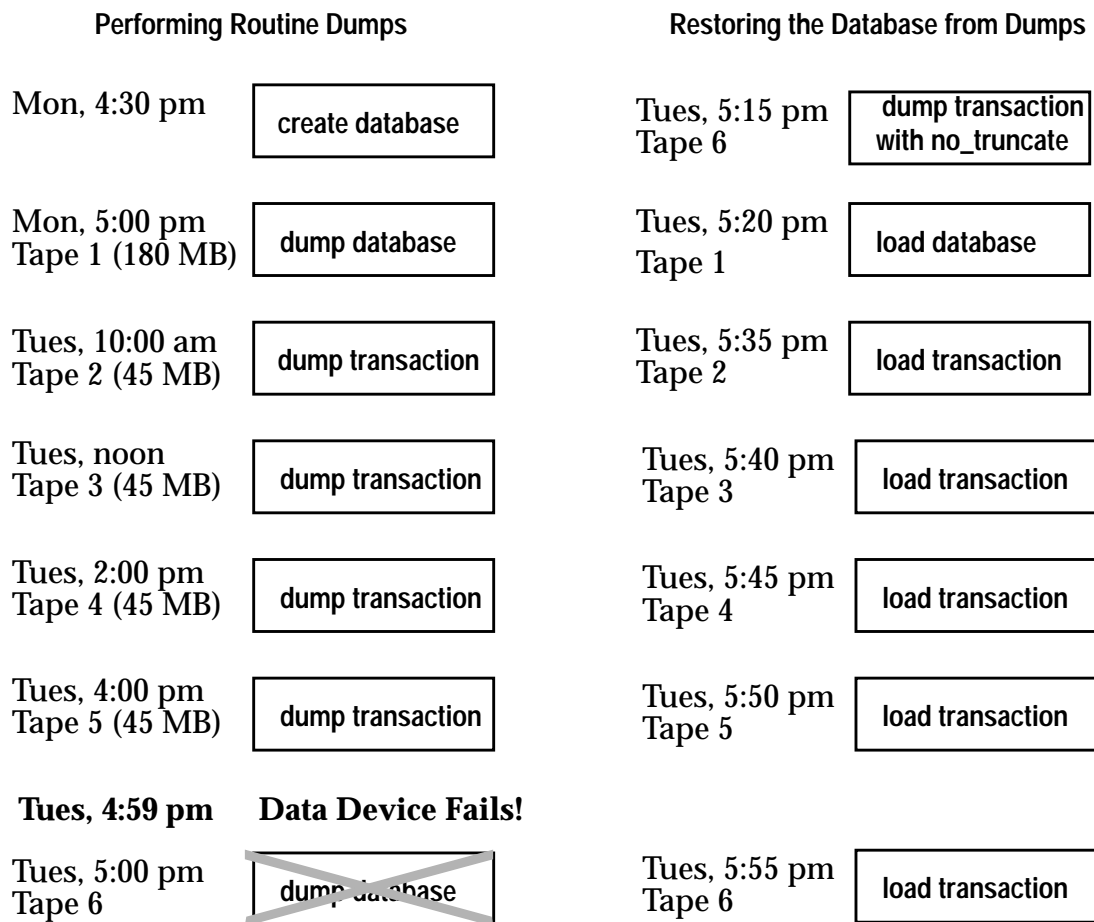 Performing Routine Dumps
Mon, 4:30 pm
create database
Mon, 5:00 pm
Tape 1 (180 MB)
dump database
Tues, 10:00 am
Tape 2 (45 MB)
dump transaction
Tues, noon
Tape 3 (45 MB)
dump transaction
Tues, 2:00 pm
Tape 4 (45 MB)
dump transaction
Tues, 4:00 pm
Tape 5 (45 MB)
dump transaction
Tues, 4:59 pm Data Device Fails!
Tues, 5:00 pm
Tape 6
dump database
Restoring the Database from Dumps
Tues, 5:15 pm
Tape 6
dump transaction
with no_truncate
Tues, 5:20 pm
Tape 1
load database
Tues, 5:35 pm
Tape 2
load transaction
Tues, 5:40 pm
Tape 3
load transaction
Tues, 5:45 pm
Tape 4
load transaction
Tues, 5:50 pm
Tape 5
load transaction
Tues, 5:55 pm
Tape 6
load transaction